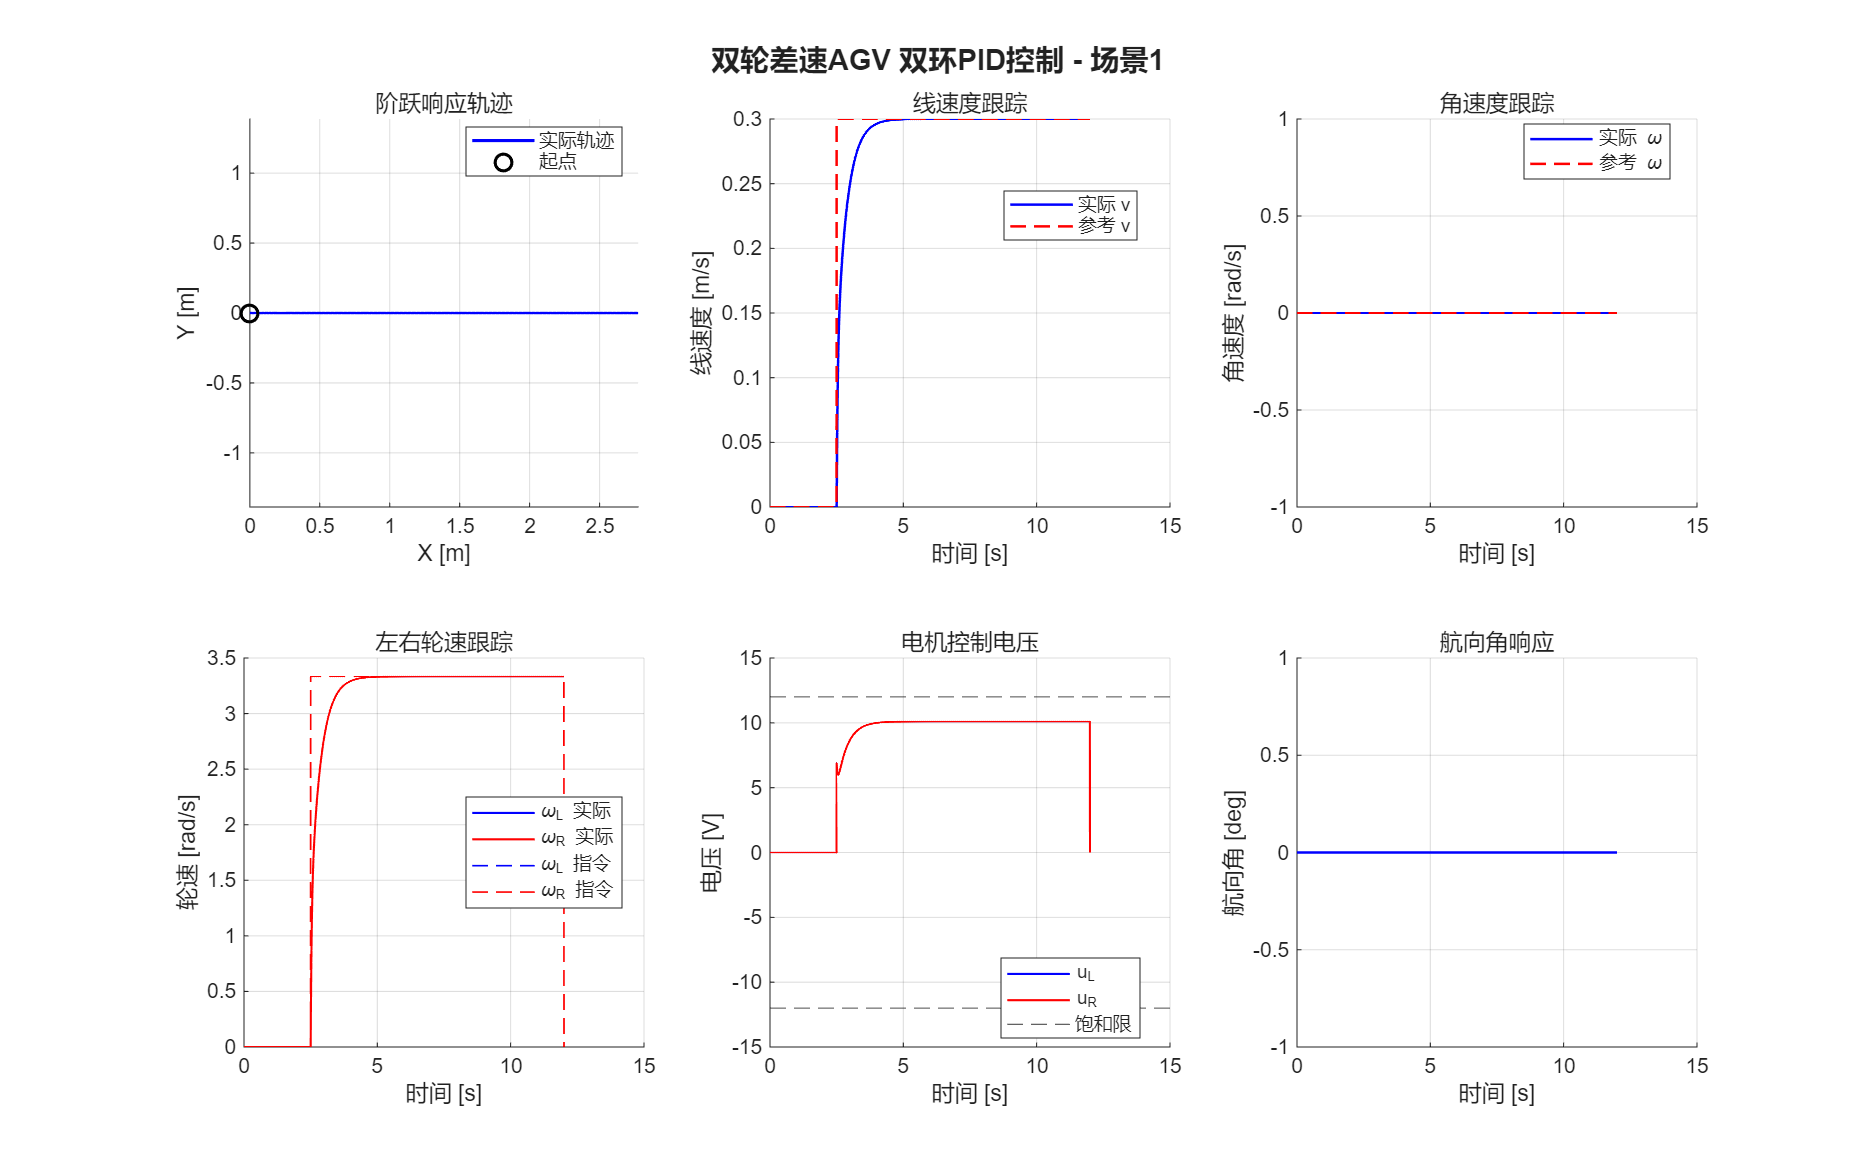 双轮差速AGV 双环PID控制 - 场景1
阶跃响应轨迹
实际轨迹
起点
1
0.5
0
-0.5
-1
Y [m]
0 0.5 1 1.5 2 2.5
X [m]
线速度跟踪
实际 v
参考 v
0.3
0.25
0.2
0.15
0.1
0.05
0
线速度 [m/s]
0 5 10 15
时间 [s]
角速度跟踪
实际 ω
参考 ω
1
0.5
0
-0.5
-1
角速度 [rad/s]
0 5 10 15
时间 [s]
左右轮速跟踪
3.5
3
2.5
2
1.5
1
0.5
0
轮速 [rad/s]
ωL 实际
ωR 实际
ωL 指令
ωR 指令
0 5 10 15
时间 [s]
电机控制电压
15
10
5
0
-5
-10
-15
电压 [V]
uL
uR
饱和限
0 5 10 15
时间 [s]
航向角响应
1
0.5
0
-0.5
-1
航向角 [deg]
0 5 10 15
时间 [s]